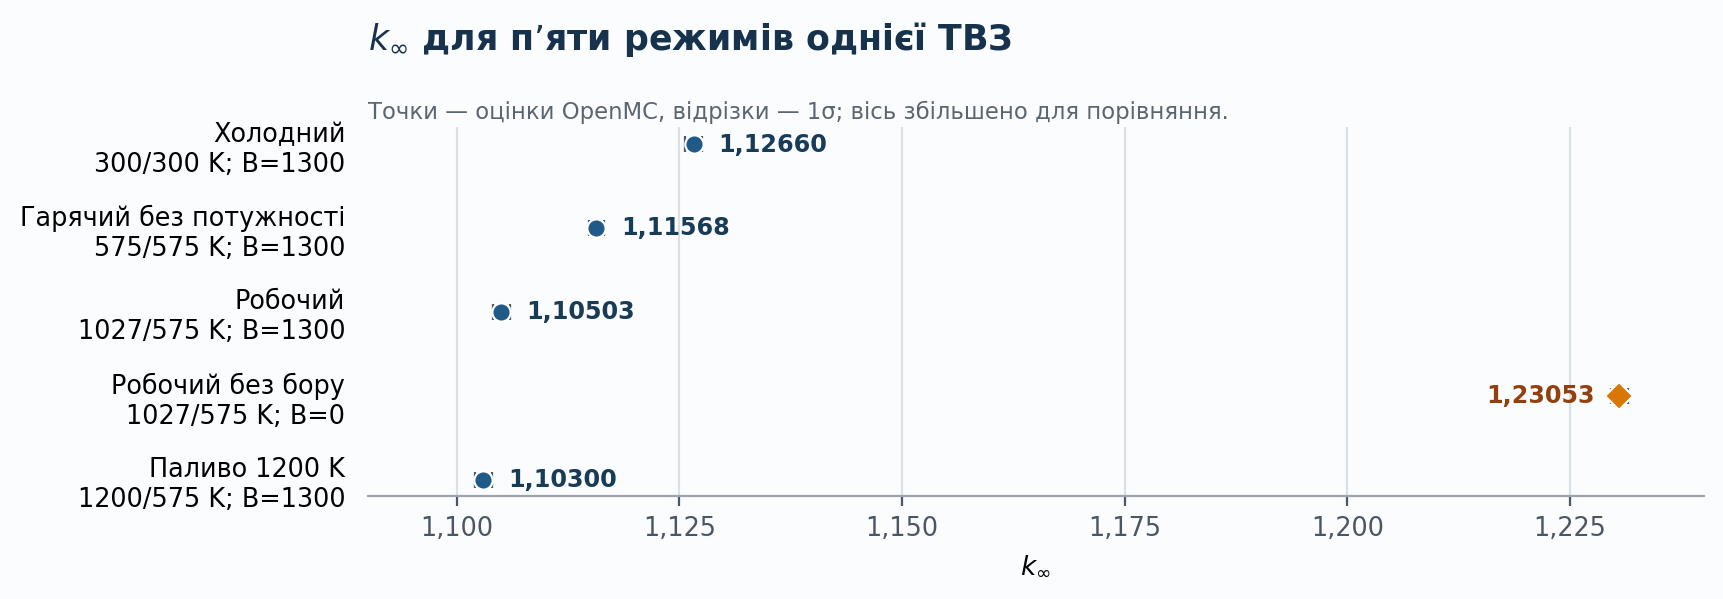 k∞ для п’яти режимів однієї ТВЗ
Точки — оцінки OpenMC, відрізки — 1σ; вісь збільшено для порівняння.
Холодний
300/300 K; B=1300
1,12660
Гарячий без потужності
575/575 K; B=1300
1,11568
Робочий
1027/575 K; B=1300
1,10503
Робочий без бору
1027/575 K; B=0
1,23053
Паливо 1200 K
1200/575 K; B=1300
1,10300
1,100 1,125 1,150 1,175 1,200 1,225
k∞